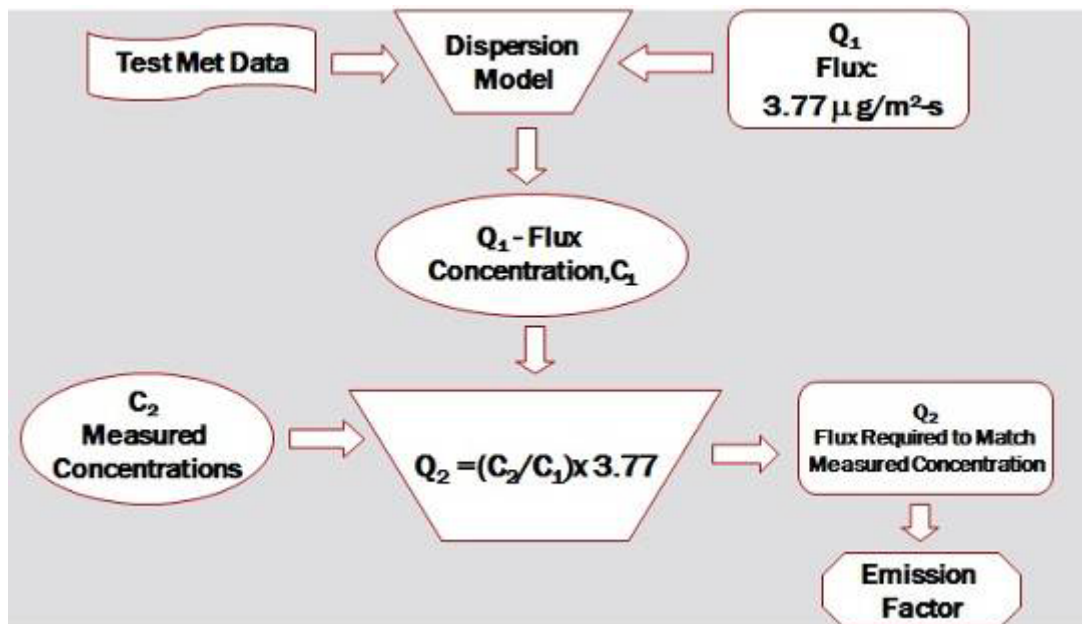 Test Met Data
Dispersion
Model
Q₁
Flux:
3.77 μg/m²-s
Q₁ - Flux
Concentration,C₁
C₂
Measured
Concentrations
Q₂ =(C₂/C₁)x 3.77
Q₂
Flux Required to Match
Measured Concentration
Emission
Factor